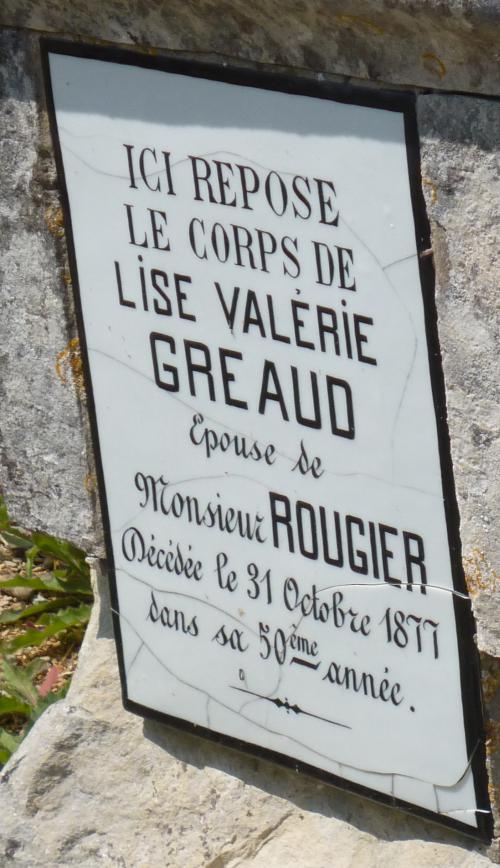 ICI REPOSE
LE CORPS DE
LISE VALÉRIE
GREAUD
Epouse de
Monsieur ROUGIER
Décédée le 31 Octobre 1877
dans sa 50ème année.